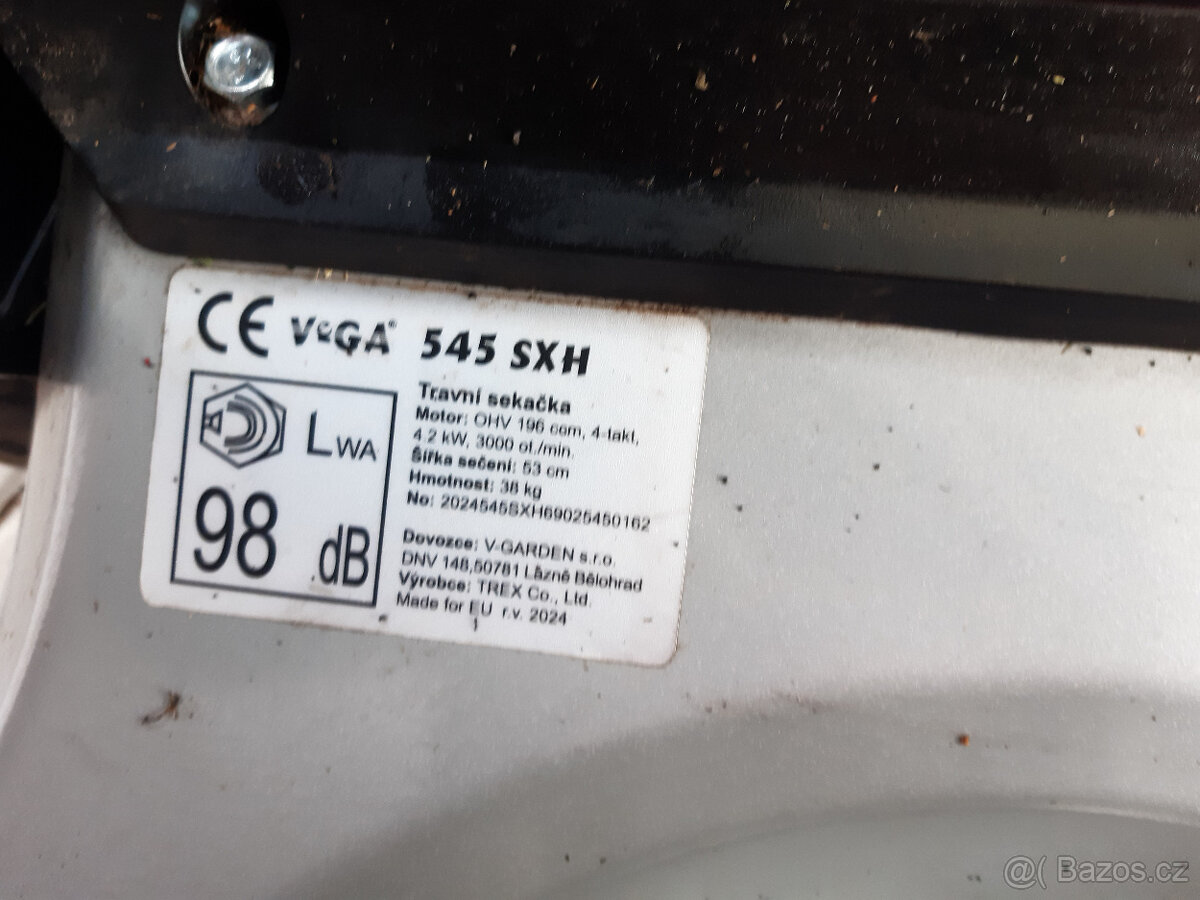 CE VeGA® 545 SXH
LWA
98 dB
Travní sekačka
Motor: OHV 196 ccm, 4-takt,
4.2 kW, 3000 ot./min.
Šířka sečení: 53 cm
Hmotnost: 38 kg
No: 2024545SXH69025450162
Dovozce: V-GARDEN s.r.o.
DNV 148,50781 Lázně Bělohrad
Výrobce: TREX Co., Ltd.
Made for EU r.v. 2024
@( Bazos.cz